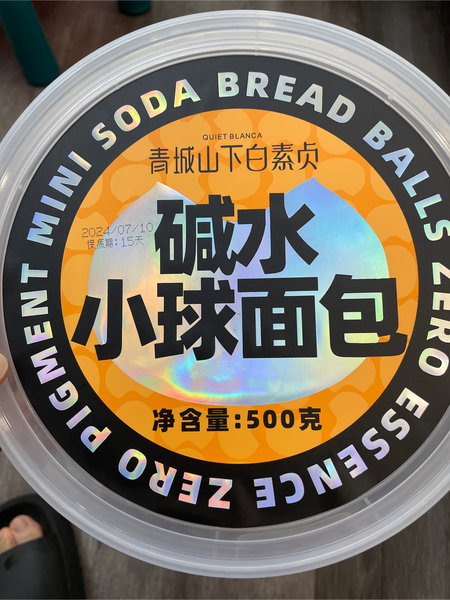 MINI SODA BREAD BALLS ZERO ESSENCE ZERO PIGMENT
QUIET BLANCA
青城山下白素贞
2024/07/10
保质期:15天
碱水
小球面包
净含量:500克